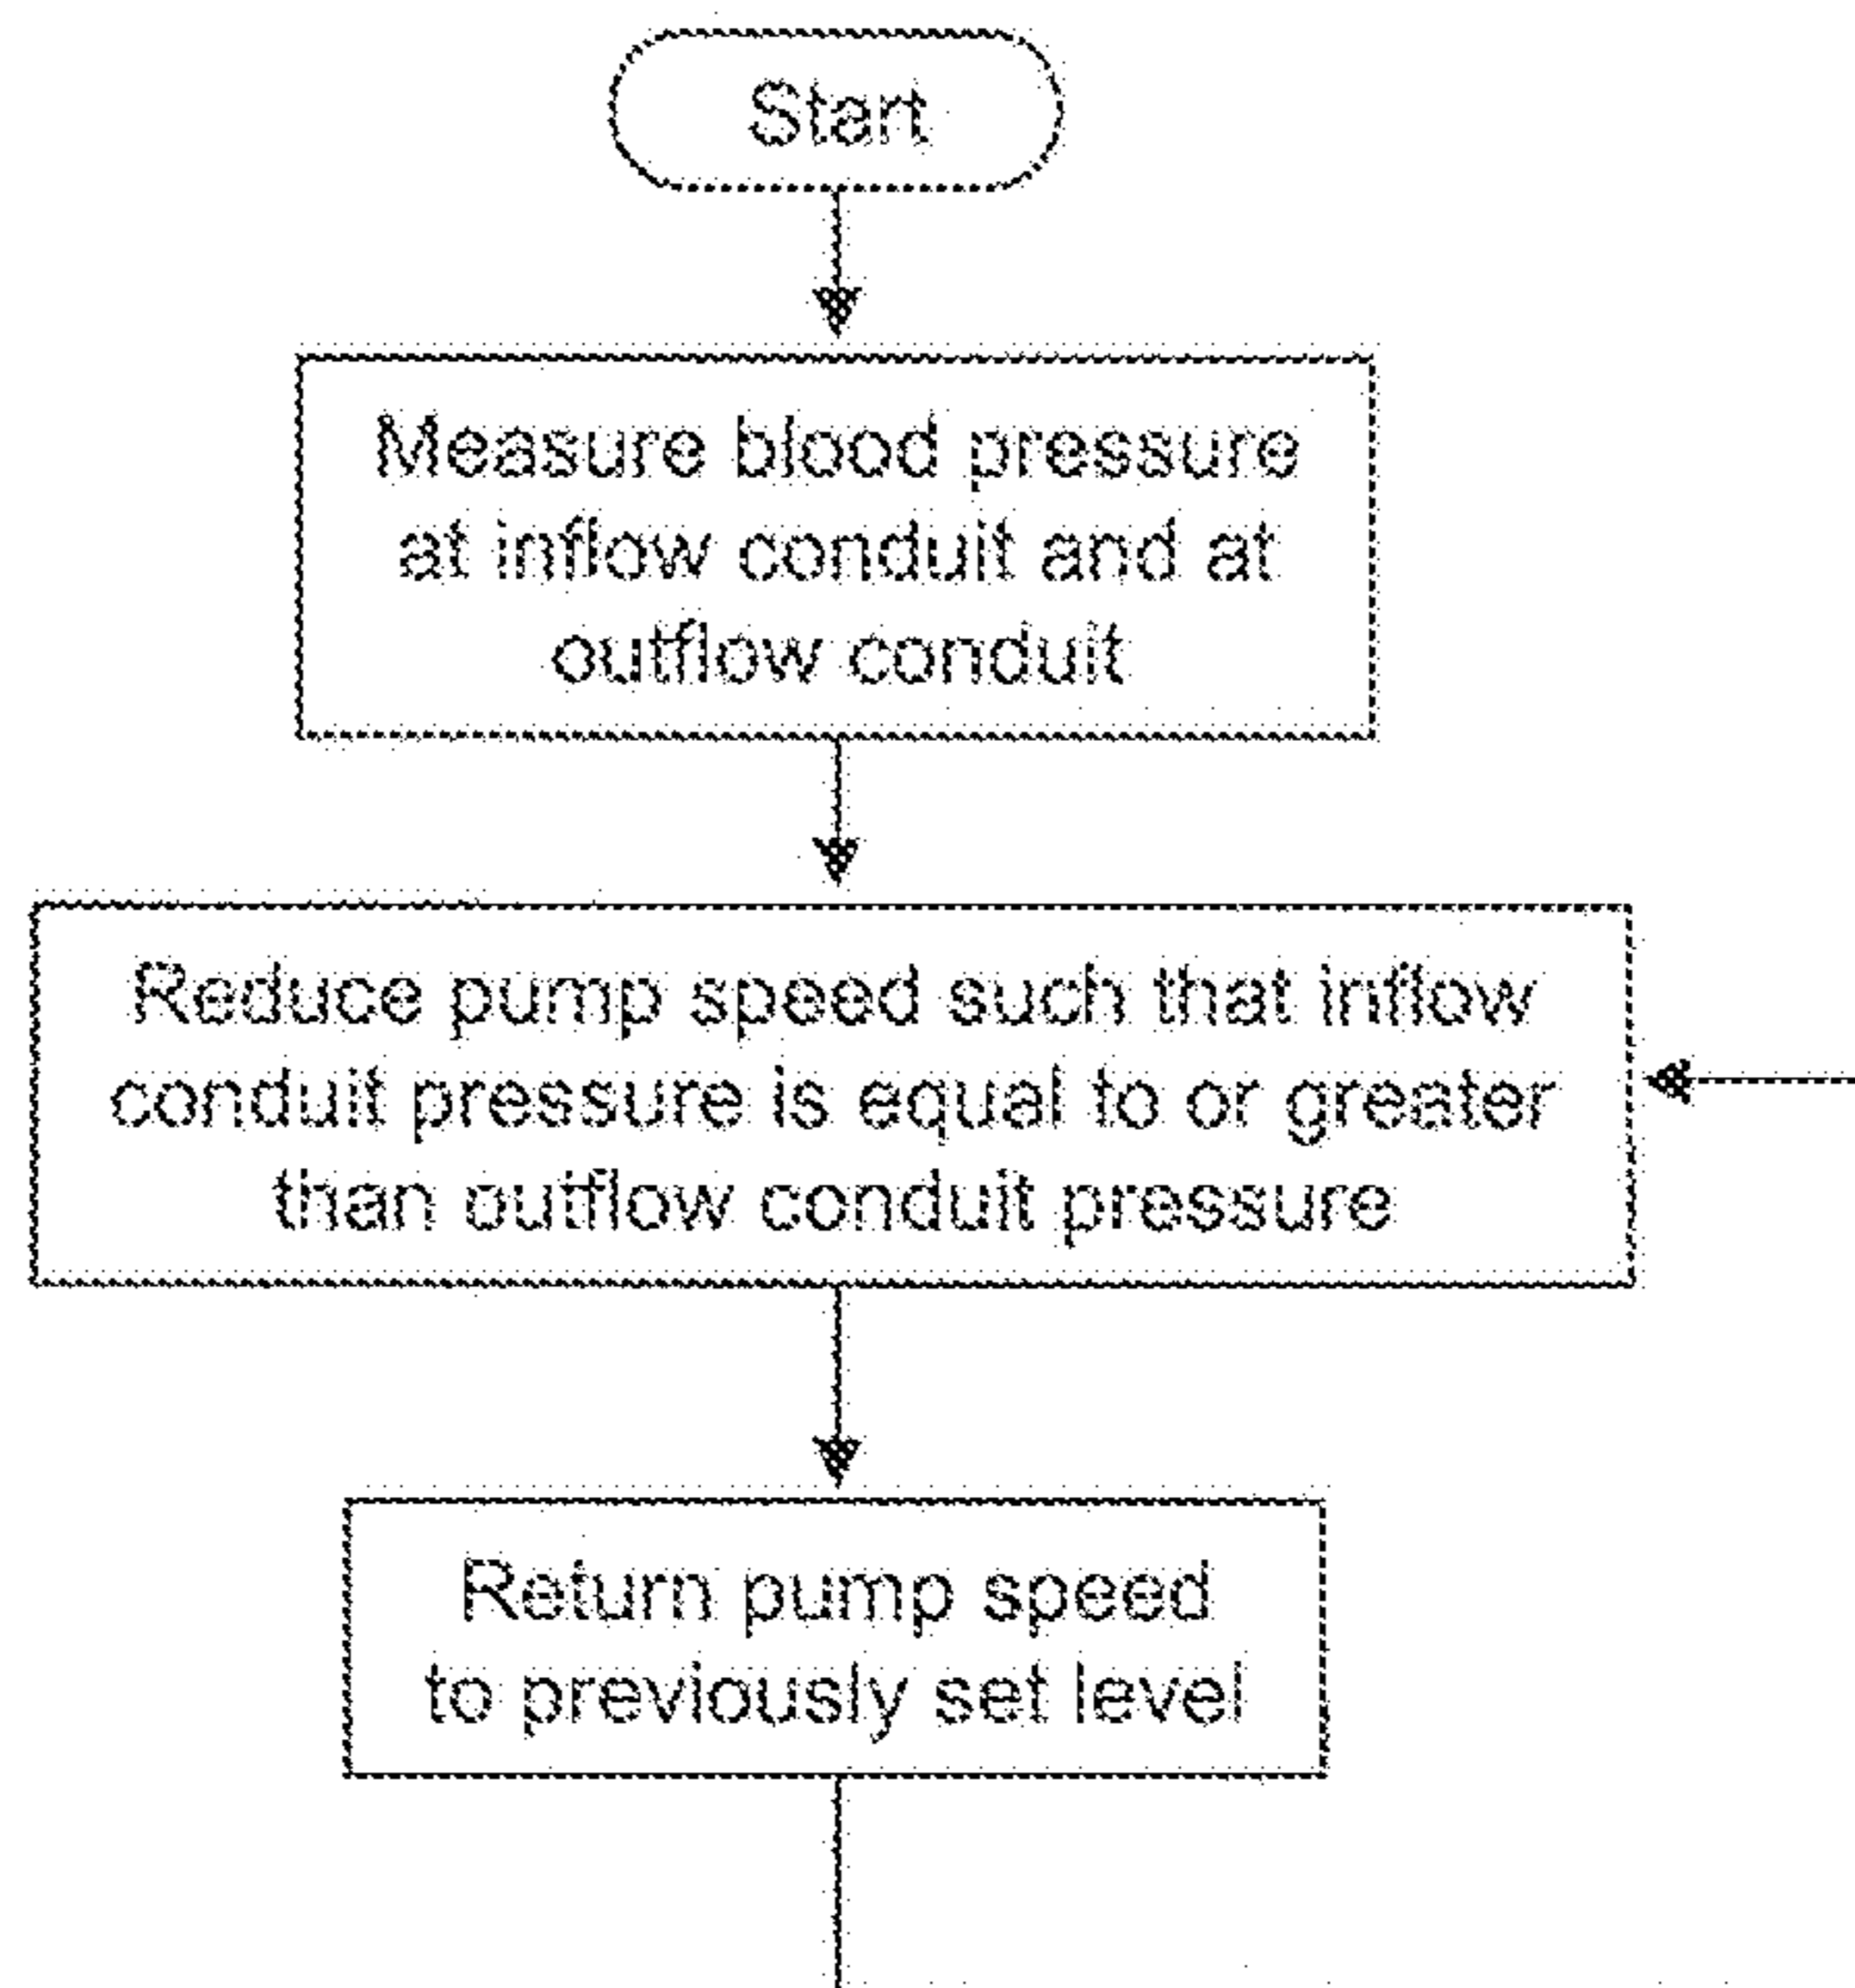 Start
Measure blood pressure
at inflow conduit and at
outflow conduit
Reduce pump speed such that inflow
conduit pressure is equal to or greater
than outflow conduit pressure
Return pump speed
to previously set level